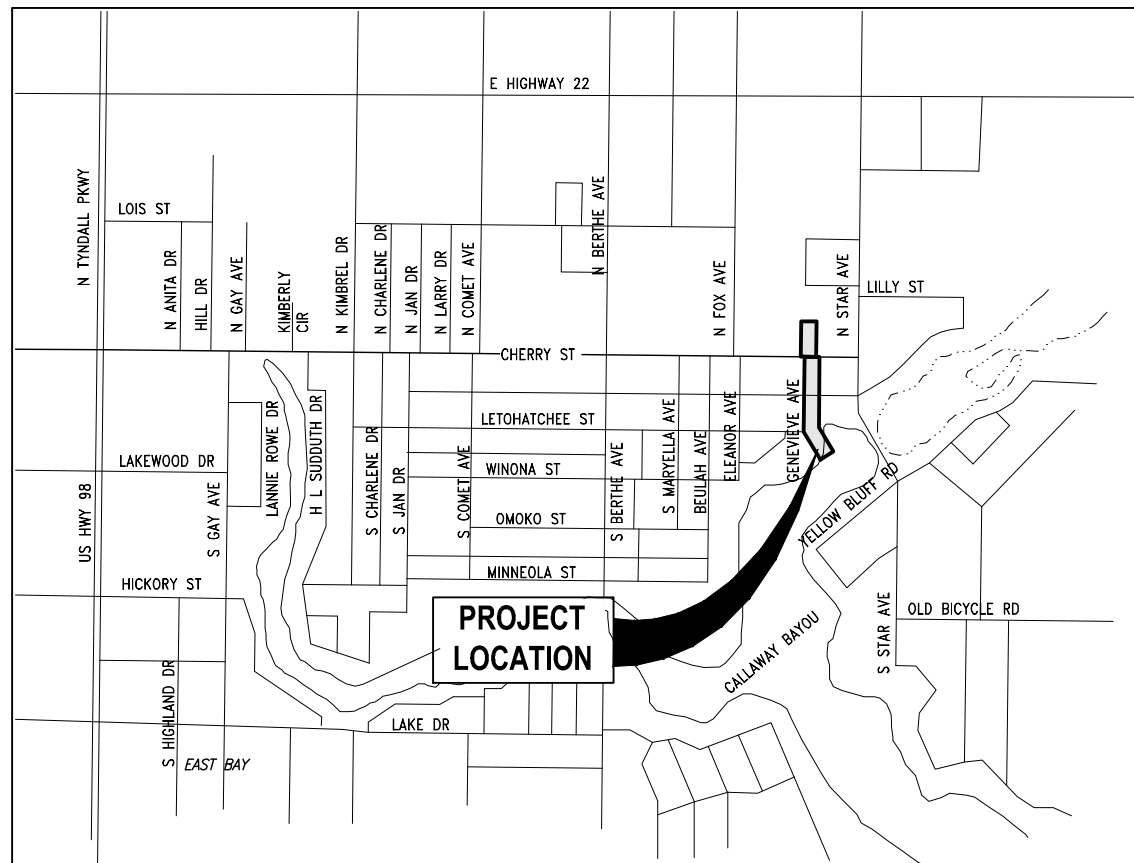 E HIGHWAY 22
N TYNDALL PKWY
LOIS ST
N ANITA DR
HILL DR
N GAY AVE
KIMBERLY
CIR
N KIMBREL DR
N CHARLENE DR
N JAN DR
N LARRY DR
N COMET AVE
N BERTHE AVE
N FOX AVE
N STAR AVE
LILLY ST
CHERRY ST
LANNIE ROWE DR
H L SUDDUTH DR
LETOHATCHEE ST
GENEVIEVE AVE
LAKEWOOD DR
S GAY AVE
S CHARLENE DR
S JAN DR
S COMET AVE
WINONA ST
S BERTHE AVE
S MARYELLA AVE
BEULAH AVE
ELEANOR AVE
US HWY 98
OMOKO ST
YELLOW BLUFF RD
MINNEOLA ST
HICKORY ST
PROJECT
LOCATION
OLD BICYCLE RD
CALLAWAY BAYOU
S STAR AVE
S HIGHLAND DR
LAKE DR
EAST BAY